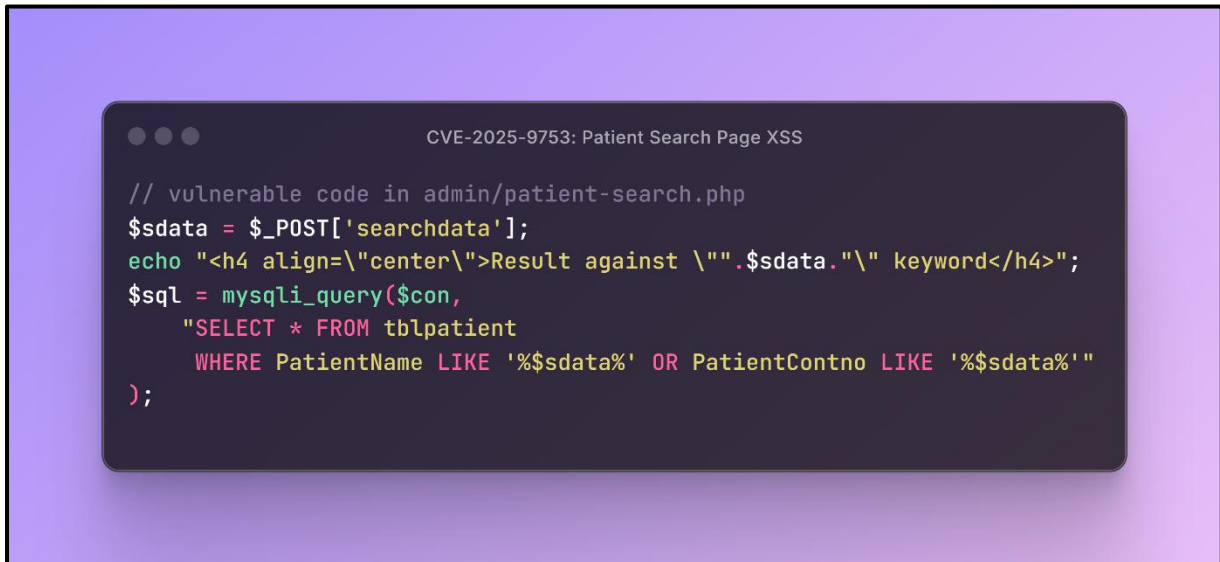 CVE-2025-9753: Patient Search Page XSS
// vulnerable code in admin/patient-search.php
$sdata = $_POST['searchdata'];
echo "<h4 align=\"center\">Result against \"".$sdata."\" keyword</h4>";
$sql = mysqli_query($con,
    "SELECT * FROM tblpatient
     WHERE PatientName LIKE '%$sdata%' OR PatientContno LIKE '%$sdata%'"
);